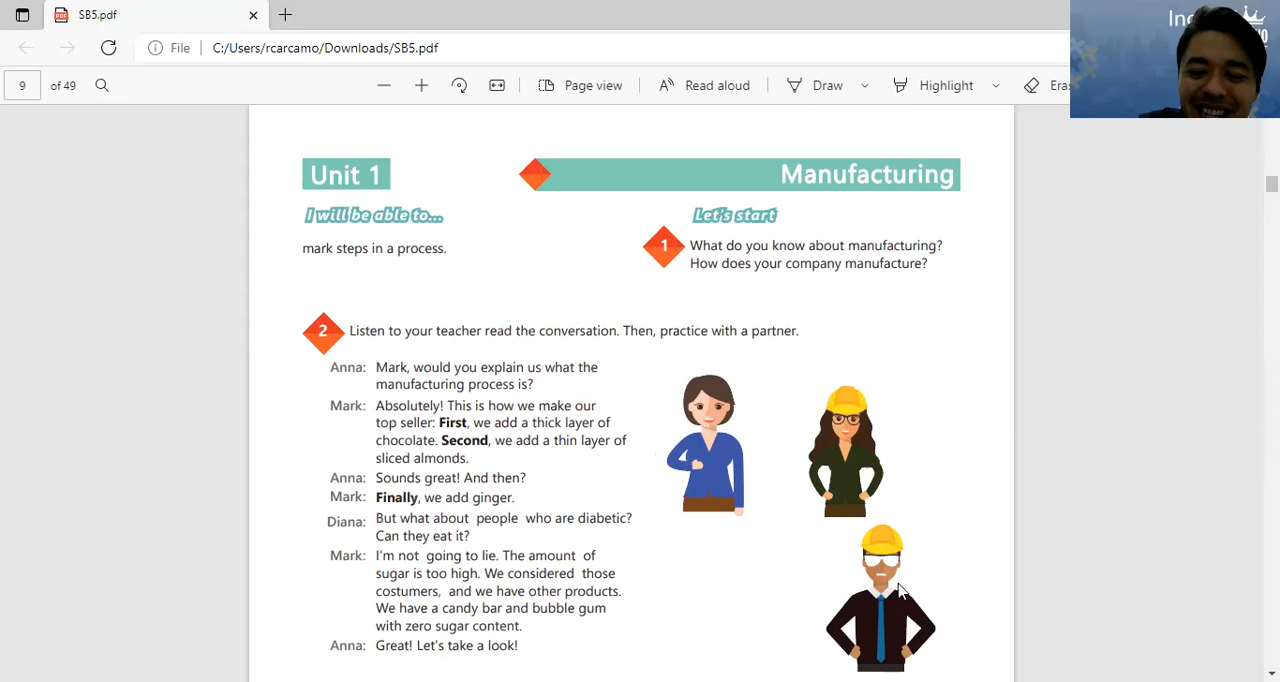 SB5.pdf
File
C:/Users/rcarcamo/Downloads/SB5.pdf
9 of 49
Page view
Read aloud
Draw
Highlight
Unit 1
Manufacturing
I will be able to...
Let's start
mark steps in a process.
1
What do you know about manufacturing?
How does your company manufacture?
2
Listen to your teacher read the conversation. Then, practice with a partner.
Anna: Mark, would you explain us what the
manufacturing process is?
Mark: Absolutely! This is how we make our
top seller: First, we add a thick layer of
chocolate. Second, we add a thin layer of
sliced almonds.
Anna: Sounds great! And then?
Mark: Finally, we add ginger.
Diana: But what about people who are diabetic?
Can they eat it?
Mark: I'm not going to lie. The amount of
sugar is too high. We considered those
costumers, and we have other products.
We have a candy bar and bubble gum
with zero sugar content.
Anna: Great! Let's take a look!